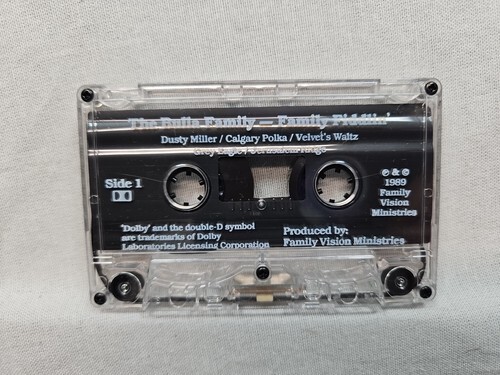 The Rulla Family — Family Fiddlin'
Dusty Miller / Calgary Polka / Velvet's Waltz
Side 1
℗ & ©
1989
Family
Vision
Ministries
'Dolby' and the double-D symbol
are trademarks of Dolby
Laboratories Licensing Corporation
Produced by:
Family Vision Ministries